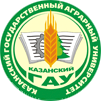 КАЗАНСКИЙ ГОСУДАРСТВЕННЫЙ АГРАРНЫЙ УНИВЕРСИТЕТ
КАЗАНСКИЙ
ГАУ